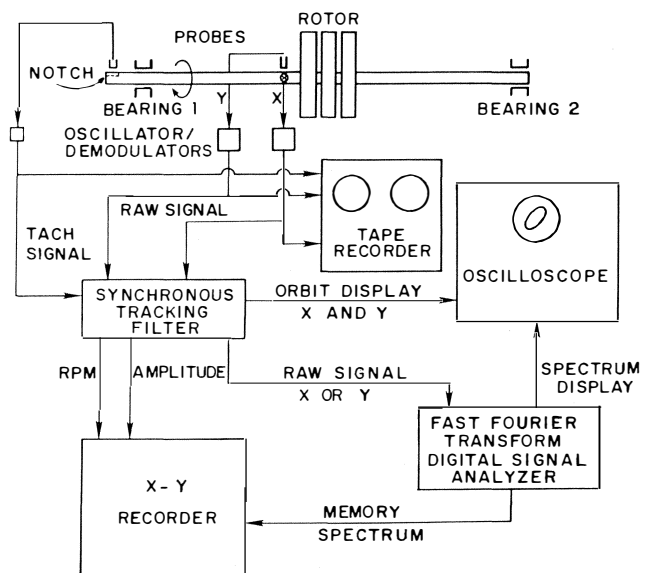 ROTOR
PROBES
NOTCH
BEARING 1
Y
X
BEARING 2
OSCILLATOR/
DEMODULATORS
RAW SIGNAL
TACH
SIGNAL
TAPE
RECORDER
OSCILLOSCOPE
SYNCHRONOUS
TRACKING
FILTER
ORBIT DISPLAY
X AND Y
RPM
AMPLITUDE
RAW SIGNAL
X OR Y
SPECTRUM
DISPLAY
FAST FOURIER
TRANSFORM
DIGITAL SIGNAL
ANALYZER
X-Y
RECORDER
MEMORY
SPECTRUM